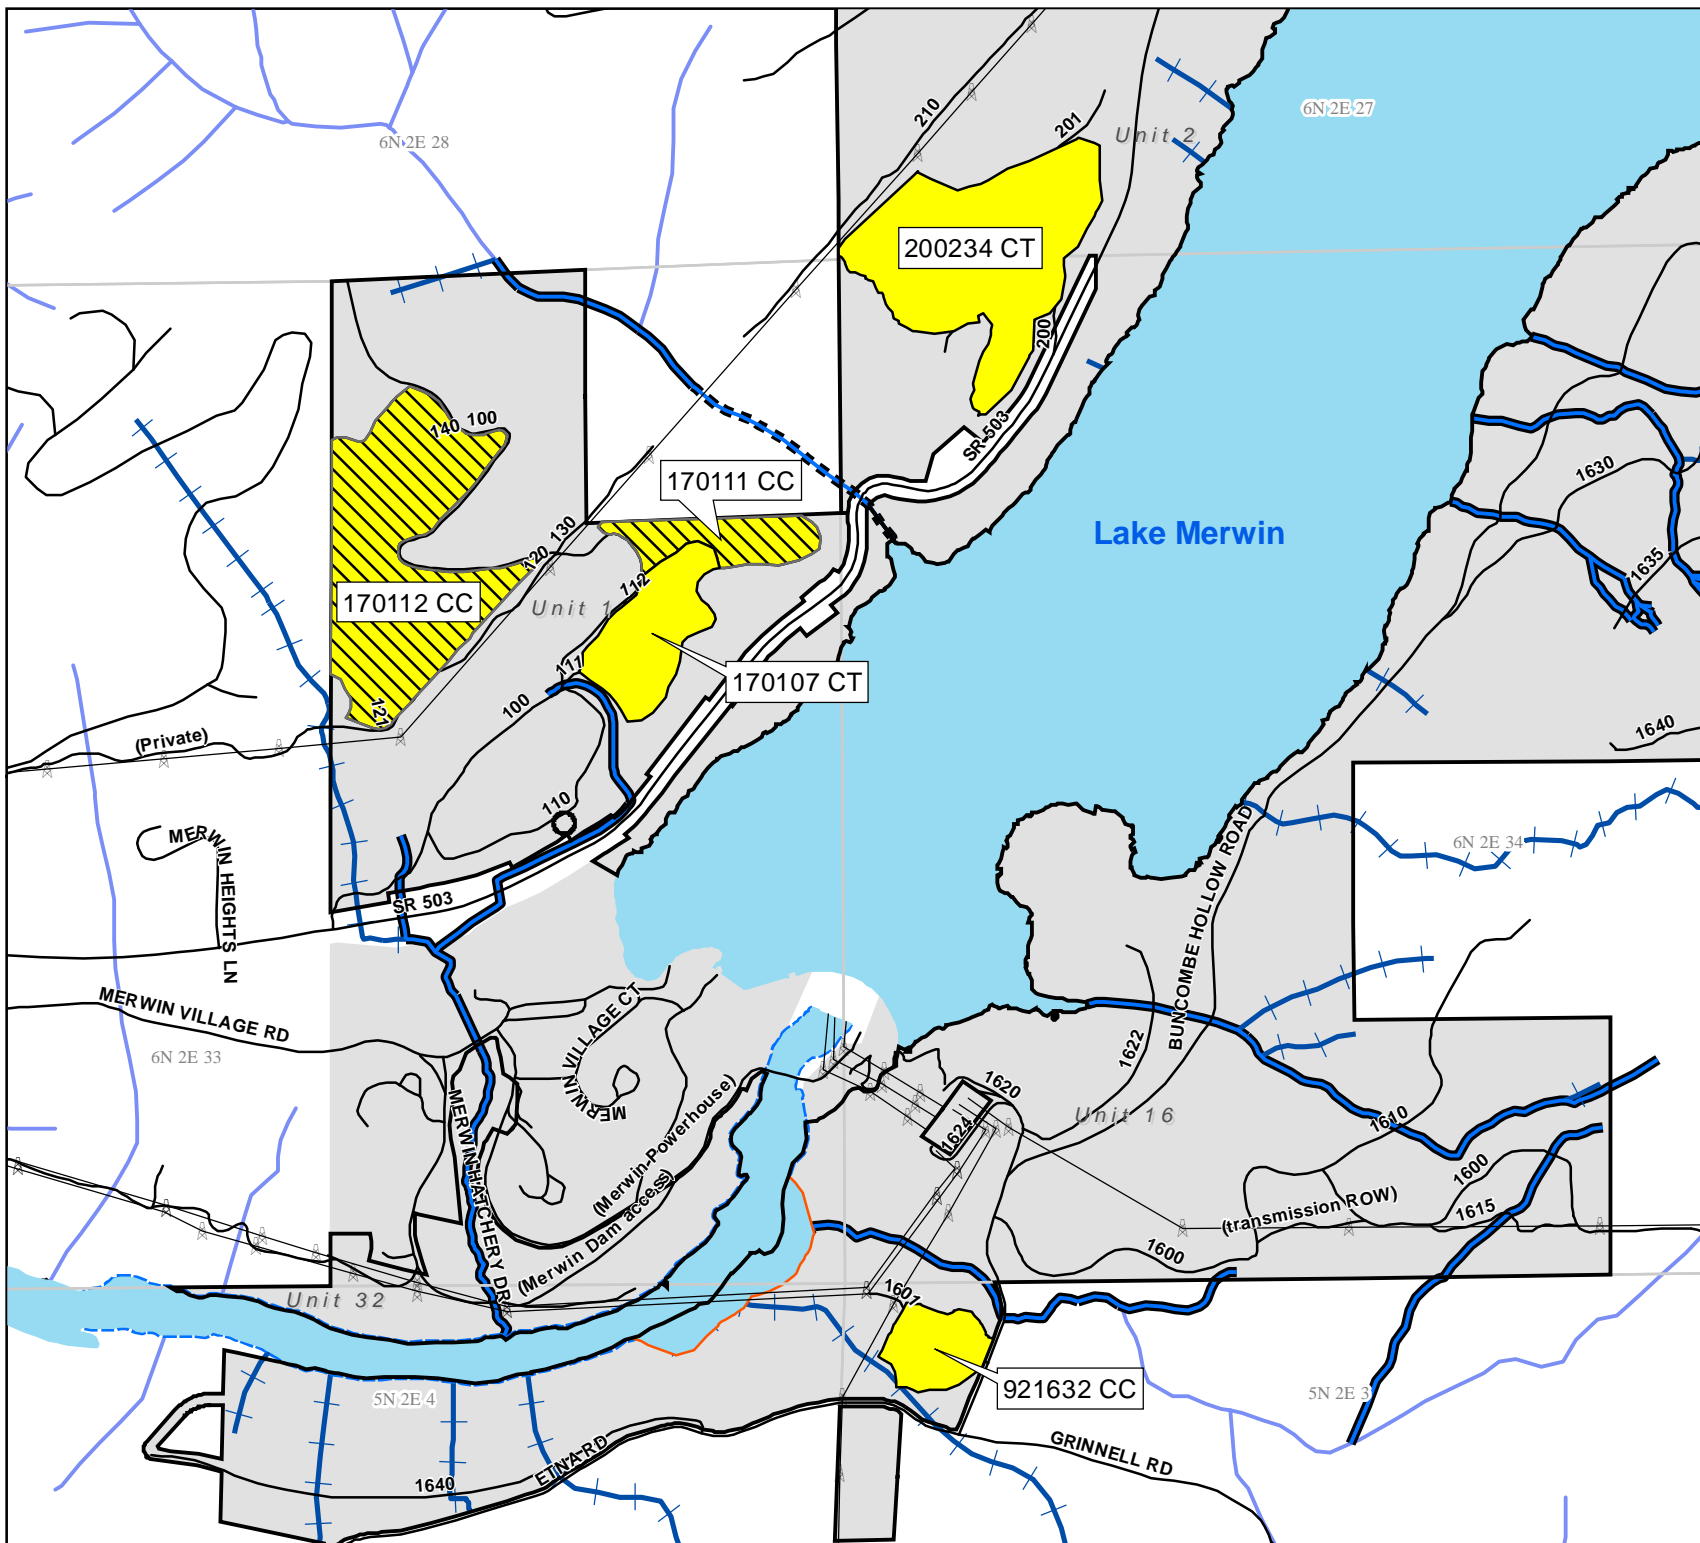 6N 2E 28
210
201
Unit 2
6N 2E 27
200234 CT
200
SR 503
140 100
170111 CC
120 130
Lake Merwin
1630
1635
170112 CC
Unit 1
112
111
170107 CT
100
127
(Private)
1640
110
MERWIN HEIGHTS LN
6N 2E 34
SR 503
BUNCOMBE HOLLOW ROAD
MERWIN VILLAGE RD
6N 2E 33
MERWIN VILLAGE CT
1622
1620
1624
Unit 16
1610
MERWIN HATCHERY DR
(Merwin-Powerhouse)
(Merwin Dam access)
1600
1615
(transmission ROW)
1600
1601
Unit 32
921632 CC
5N 2E 4
5N 2E 3
GRINNELL RD
ETNA RD
1640